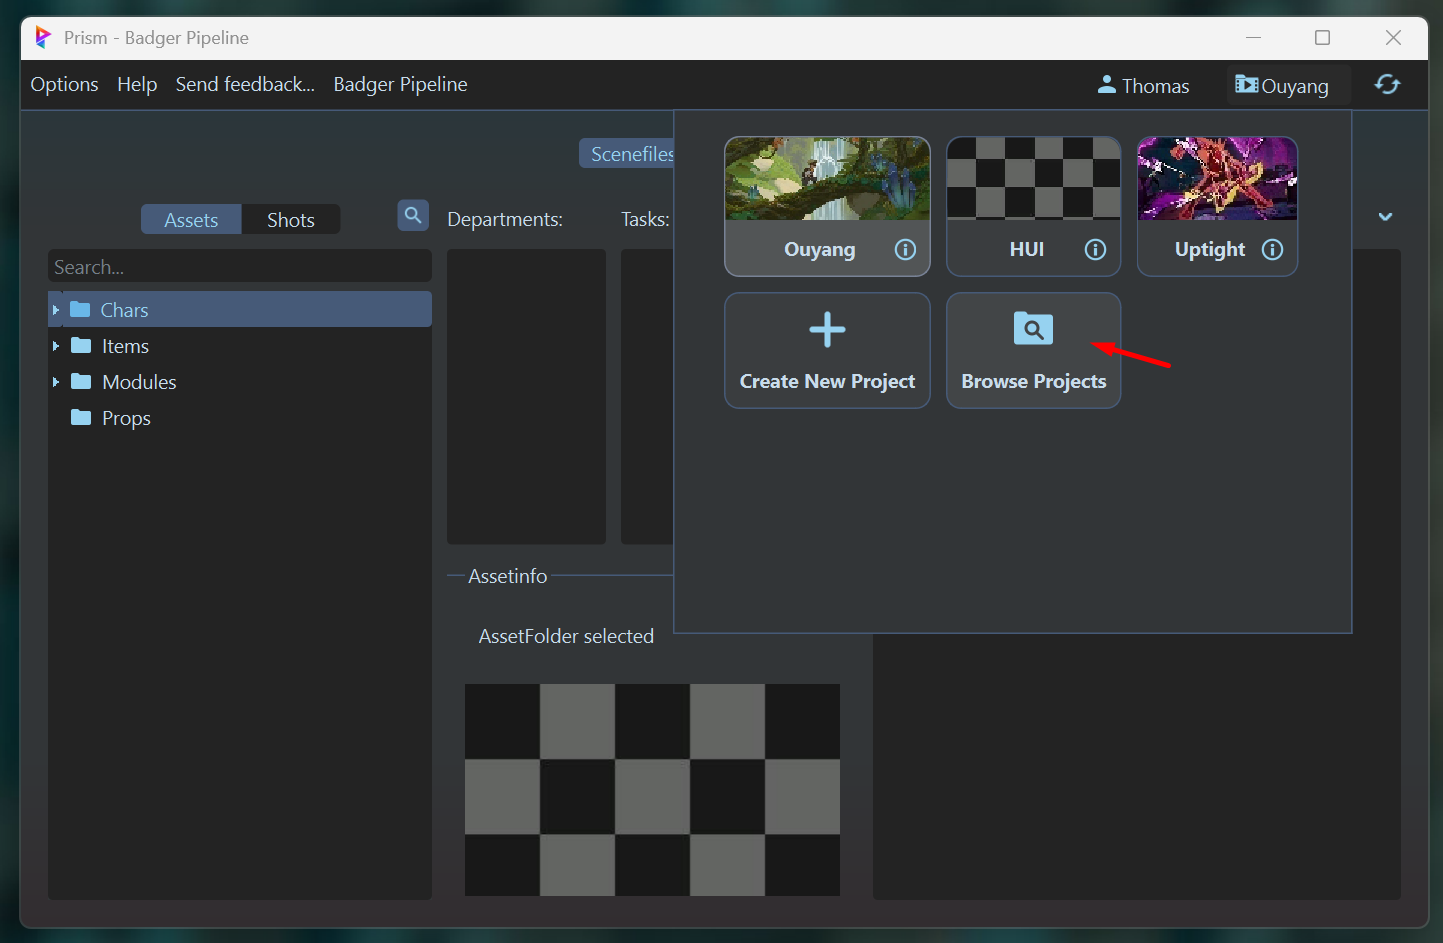 Prism - Badger Pipeline
Options Help Send feedback... Badger Pipeline Thomas Ouyang
Scenefiles
Assets Shots Departments: Tasks:
Search...
Chars
Items
Modules
Props
Ouyang HUI Uptight
Create New Project Browse Projects
Assetinfo
AssetFolder selected